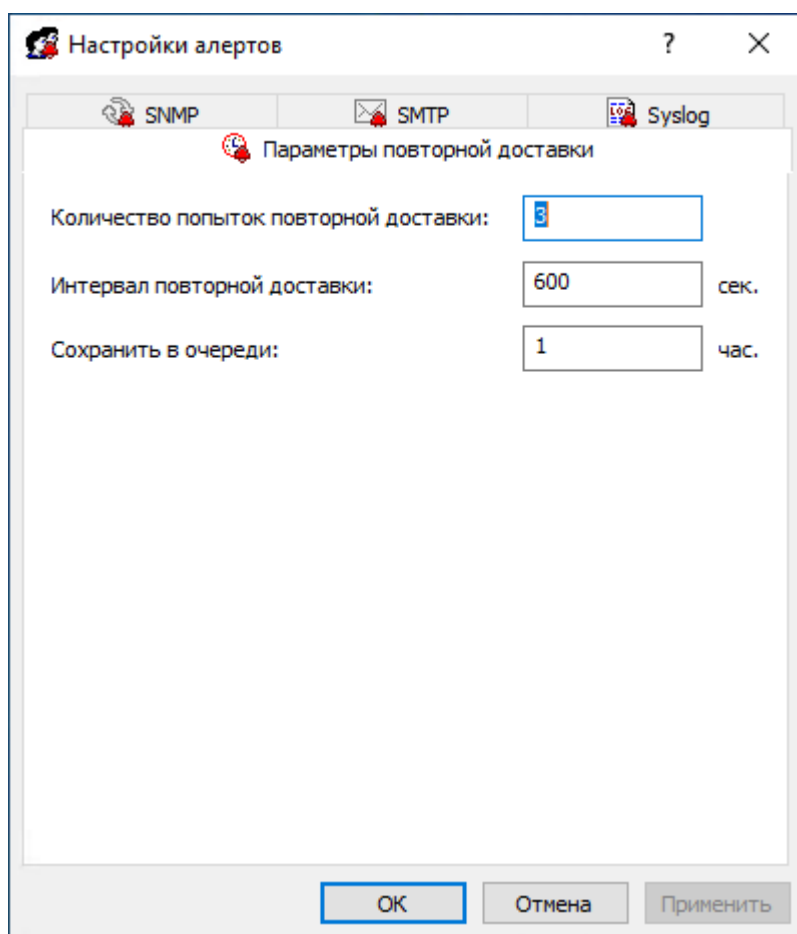 Настройки алертов
SNMP
SMTP
Syslog
Параметры повторной доставки
Количество попыток повторной доставки: 3
Интервал повторной доставки: 600 сек.
Сохранить в очереди: 1 час.
OK
Отмена
Применить